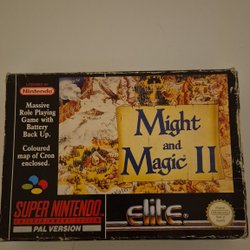 Nintendo
Massive
Role Playing
Game with
Battery
Back Up.
Coloured
map of Cron
enclosed.
Might
and
Magic II
SUPER NINTENDO
PAL VERSION
elite